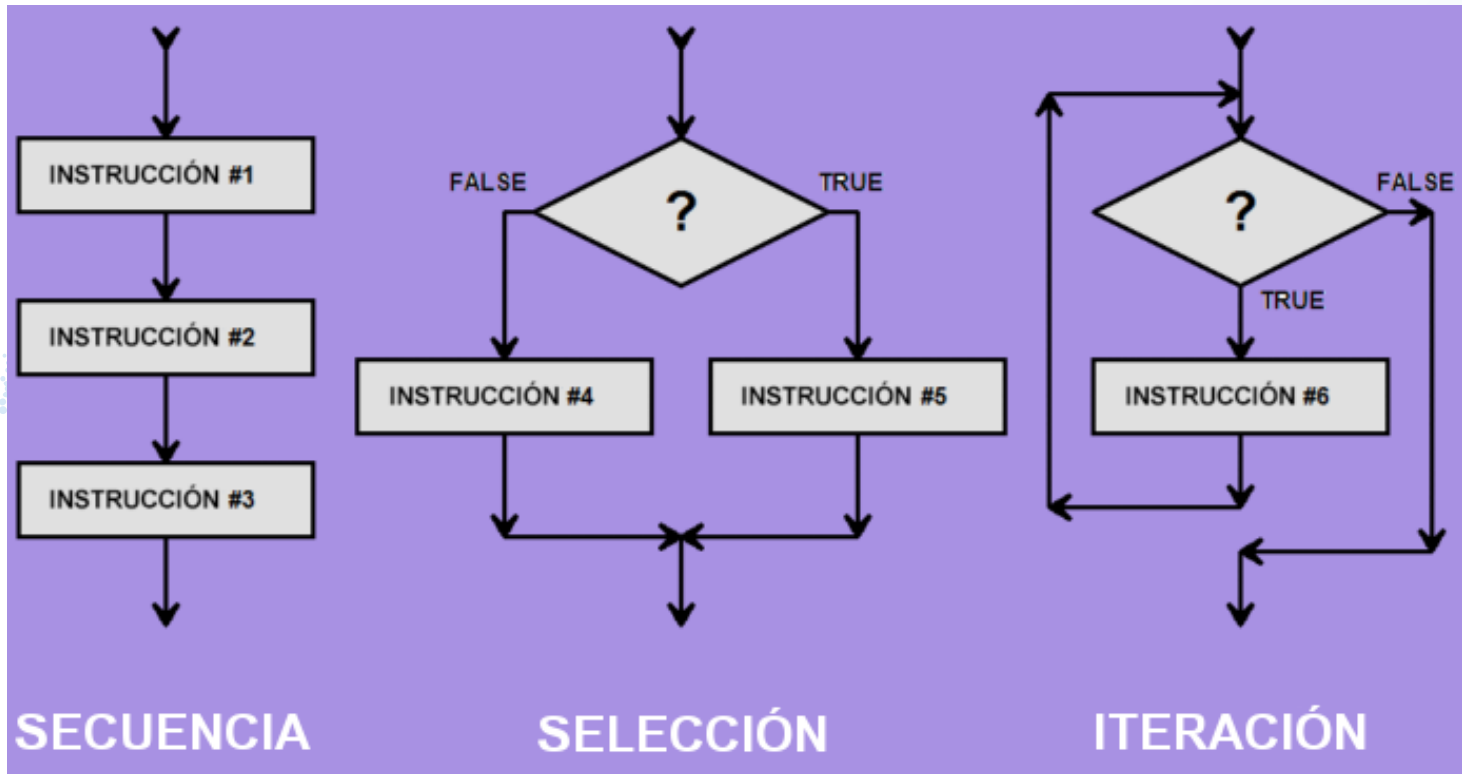 INSTRUCCIÓN #1
INSTRUCCIÓN #2
INSTRUCCIÓN #3
SECUENCIA
?
FALSE
TRUE
INSTRUCCIÓN #4
INSTRUCCIÓN #5
SELECCIÓN
?
FALSE
TRUE
INSTRUCCIÓN #6
ITERACIÓN